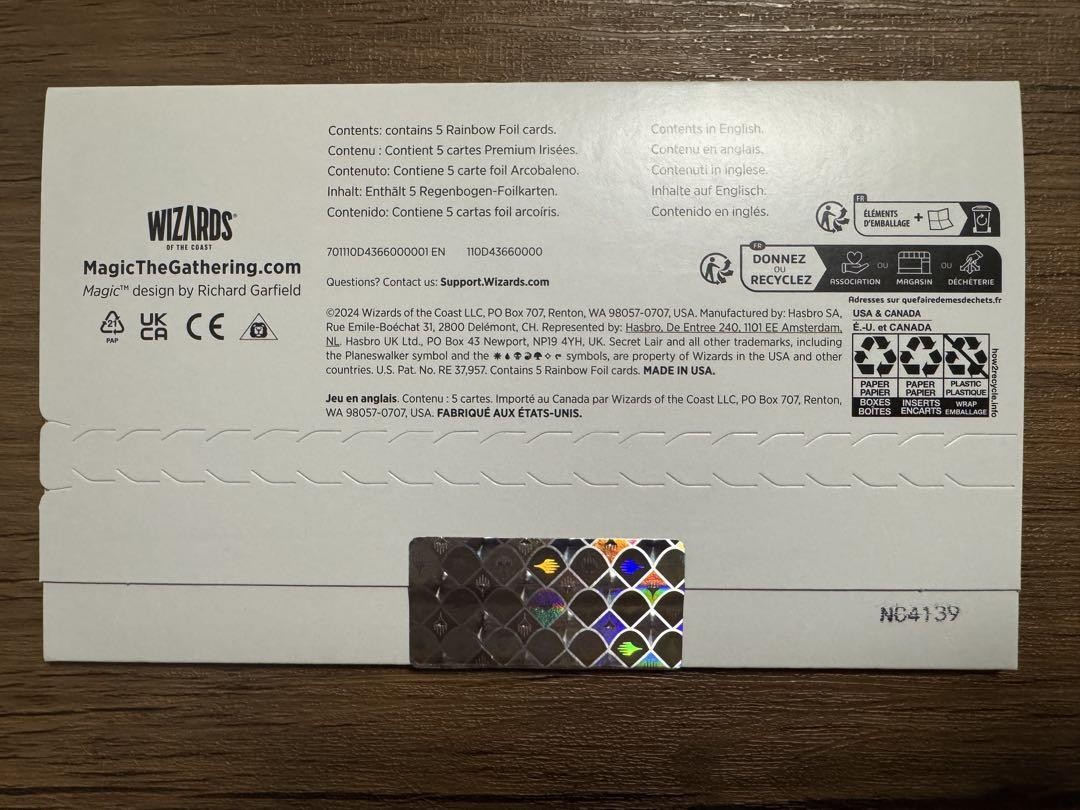 Contents: contains 5 Rainbow Foil cards.
Contenu : Contient 5 cartes Premium Irisées.
Contenuto: Contiene 5 carte foil Arcobaleno.
Inhalt: Enthält 5 Regenbogen-Foilkarten.
Contenido: Contiene 5 cartas foil arcoíris.
Contents in English.
Contenu en anglais.
Contenuti in inglese.
Inhalte auf Englisch.
Contenido en inglés.
WIZARDS®
OF THE COAST
MagicTheGathering.com
Magic™ design by Richard Garfield
21
PAP
UK
CA
CE
701110D4366000001 EN 110D43660000
Questions? Contact us: Support.Wizards.com
©2024 Wizards of the Coast LLC, PO Box 707, Renton, WA 98057-0707, USA. Manufactured by: Hasbro SA,
Rue Emile-Boéchat 31, 2800 Delémont, CH. Represented by: Hasbro, De Entree 240, 1101 EE Amsterdam,
NL. Hasbro UK Ltd., PO Box 43 Newport, NP19 4YH, UK. Secret Lair and all other trademarks, including
the Planeswalker symbol and the symbols, are property of Wizards in the USA and other
countries. U.S. Pat. No. RE 37,957. Contains 5 Rainbow Foil cards. MADE IN USA.
Jeu en anglais. Contenu : 5 cartes. Importé au Canada par Wizards of the Coast LLC, PO Box 707, Renton,
WA 98057-0707, USA. FABRIQUÉ AUX ÉTATS-UNIS.
FR
ÉLÉMENTS
D'EMBALLAGE +
FR
DONNEZ
OU
RECYCLEZ
ASSOCIATION OU MAGASIN OU DÉCHÈTERIE
Adresses sur quefairedemesdechets.fr
USA & CANADA
É.-U. et CANADA
PAPER
PAPIER
BOXES
BOÎTES
PAPER
PAPIER
INSERTS
ENCARTS
PLASTIC
PLASTIQUE
WRAP
EMBALLAGE
how2recycle.info
NC4139